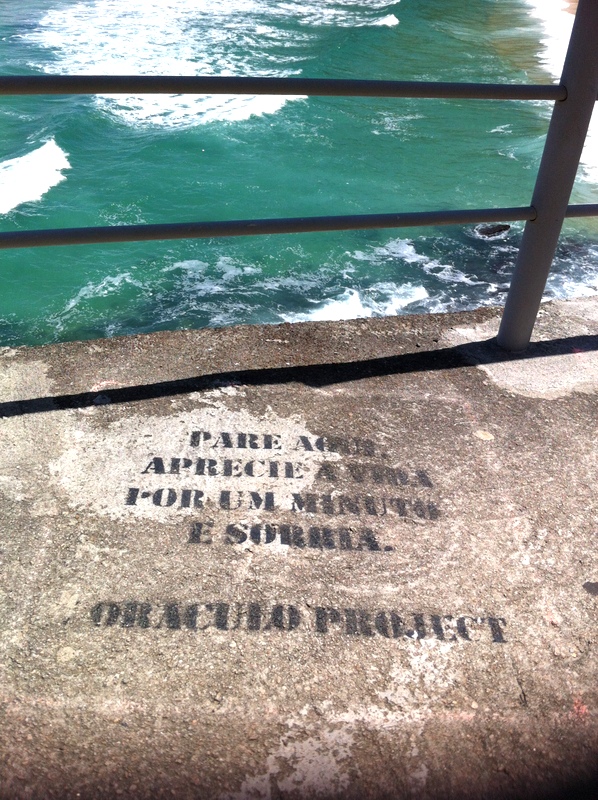 PARE AQUI
APRECIE A VIDA
POR UM MINUTO
E SORRIA.
ORACULO PROJECT